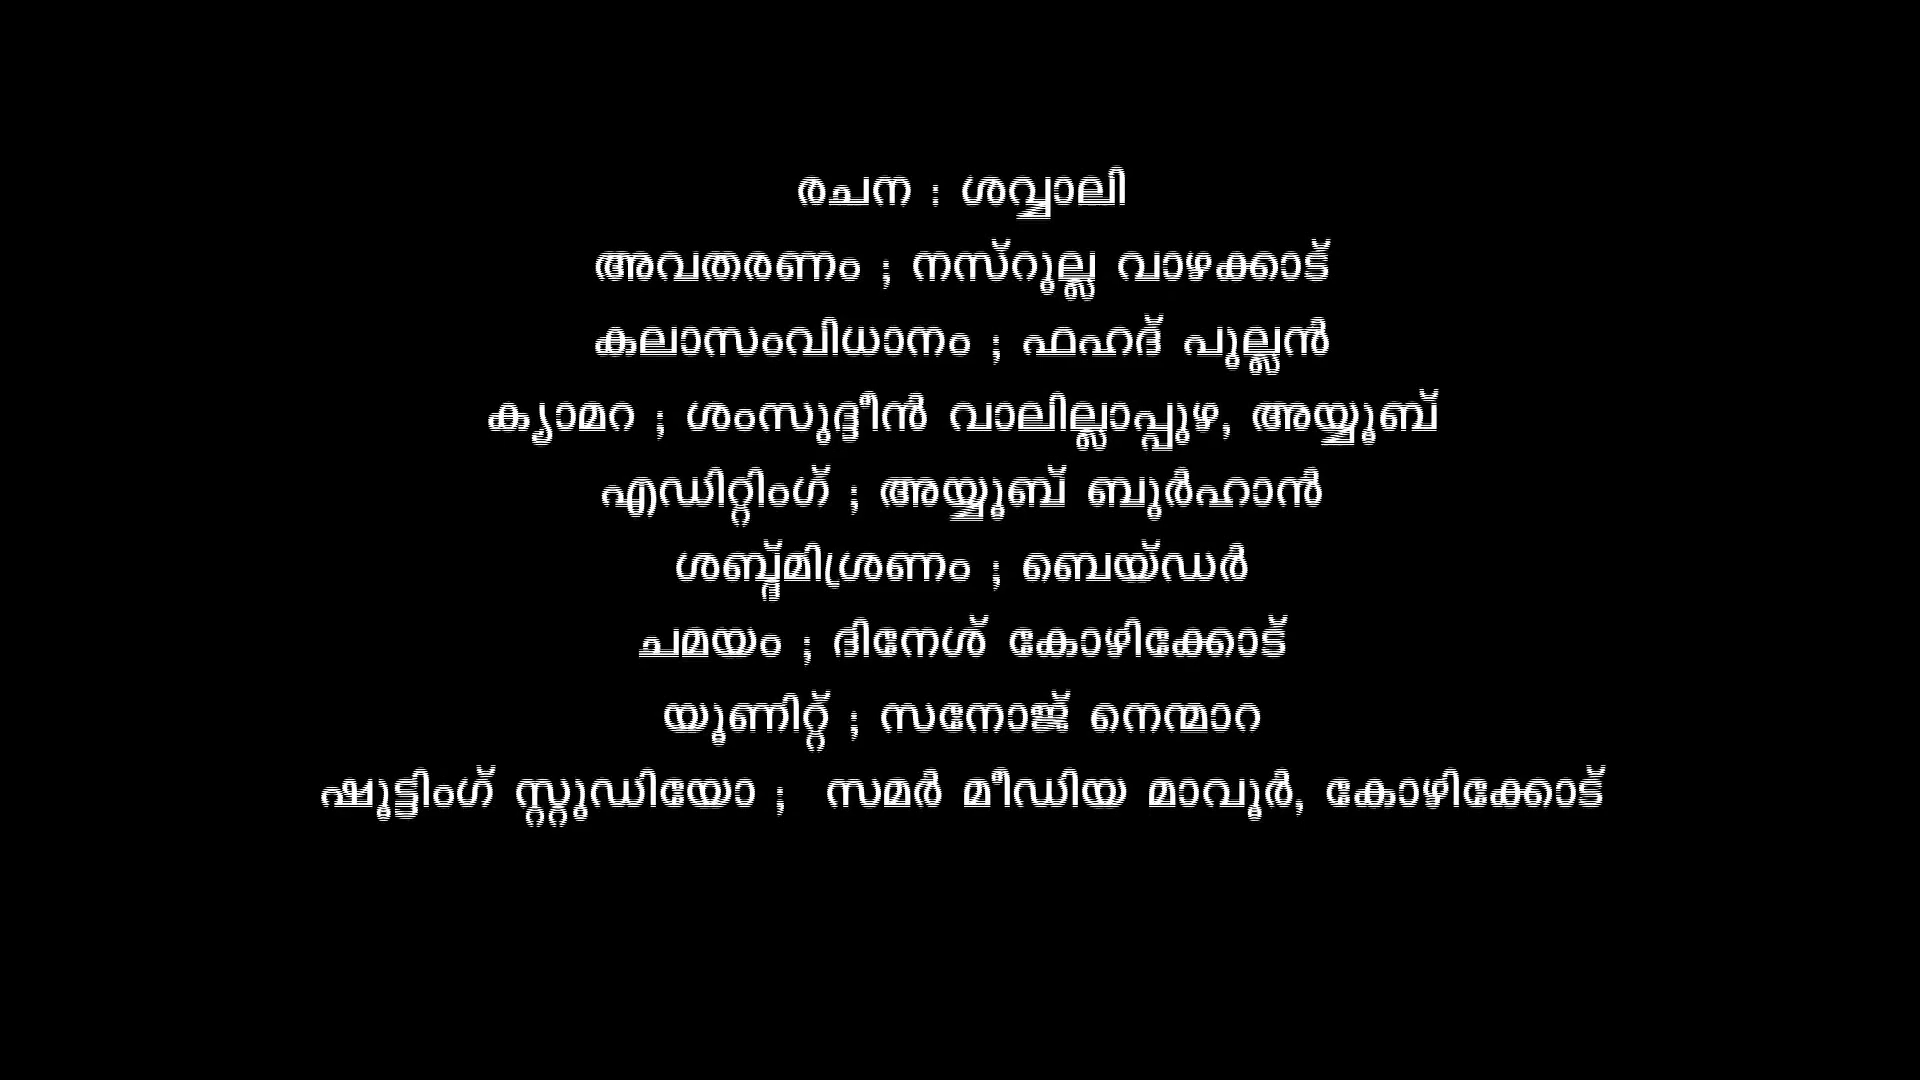 രചന : ശവ്വാലി
അവതരണം ; നസ്റുല്ല വാഴക്കാട്
കലാസംവിധാനം ; ഫഹദ് പുല്ലൻ
ക്യാമറ ; ശംസുദ്ദീൻ വാലില്ലാപ്പുഴ, അയ്യൂബ്
എഡിറ്റിംഗ് ; അയ്യൂബ് ബുർഹാൻ
ശബ്ദ്മിശ്രണം ; ബെയ്ഡർ
ചമയം ; ദിനേശ് കോഴിക്കോട്
യൂണിറ്റ് ; സനോജ് നെന്മാറ
ഷൂട്ടിംഗ് സ്റ്റുഡിയോ ; സമർ മീഡിയ മാവൂർ, കോഴിക്കോട്